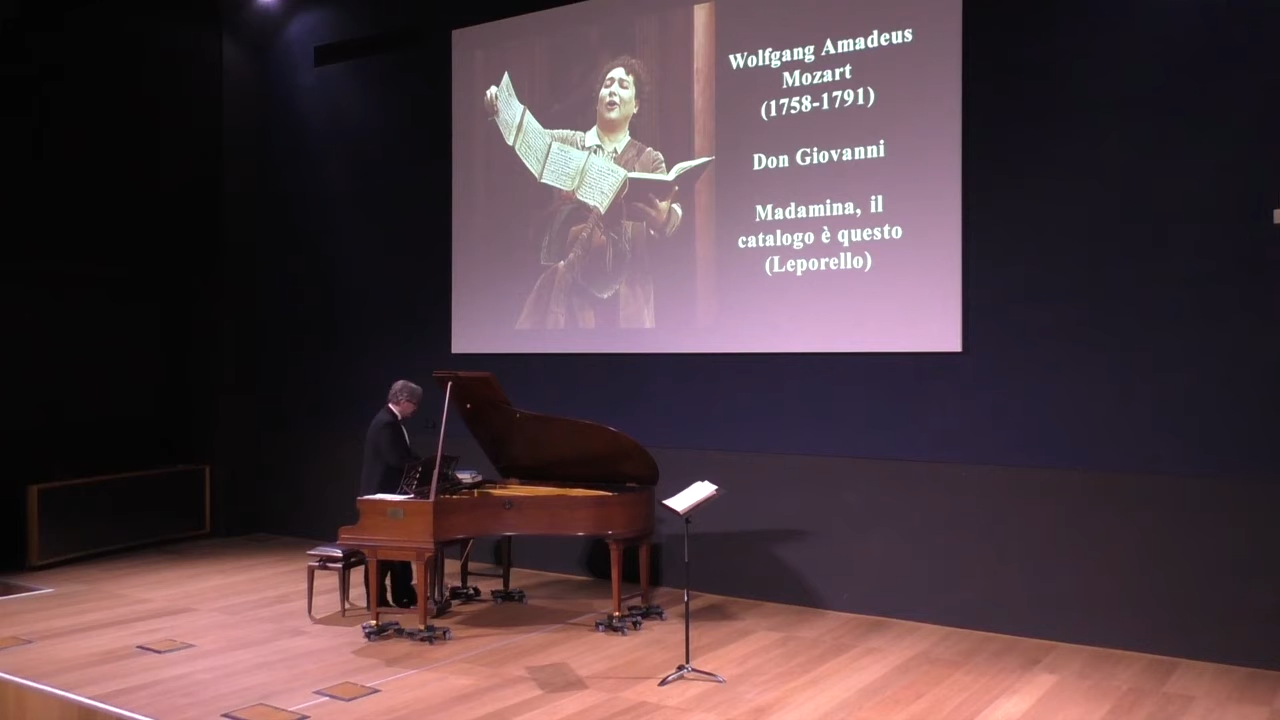 Wolfgang Amadeus
Mozart
(1758-1791)
Don Giovanni
Madamina, il
catalogo è questo
(Leporello)